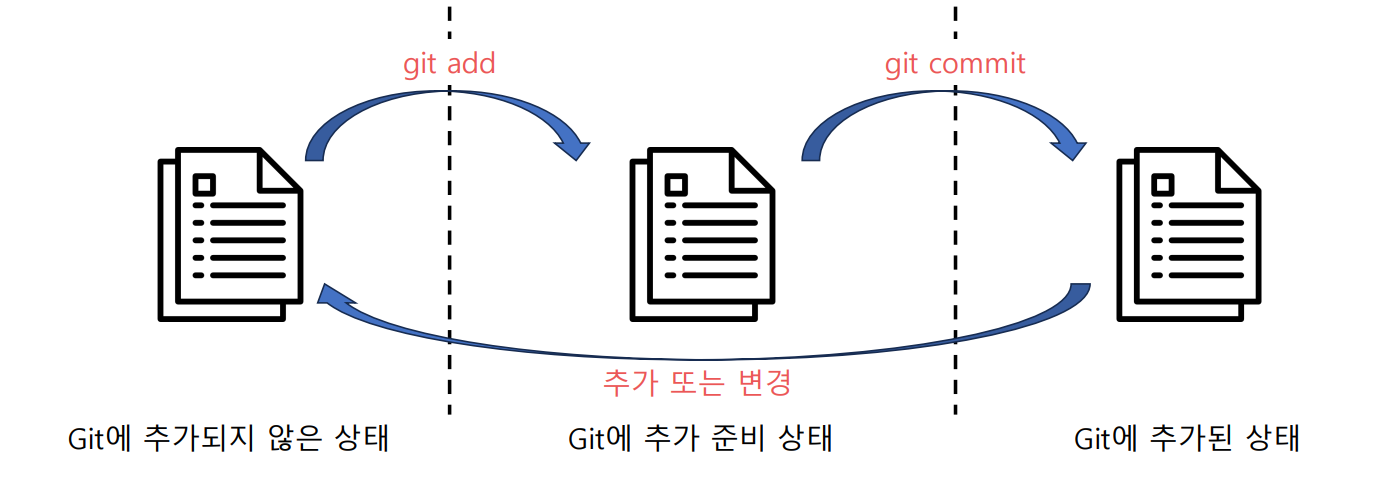 git add
git commit
추가 또는 변경
Git에 추가되지 않은 상태
Git에 추가 준비 상태
Git에 추가된 상태